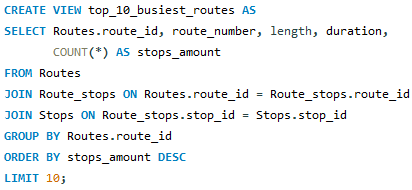 CREATE VIEW top_10_busiest_routes AS
SELECT Routes.route_id, route_number, length, duration,
COUNT(*) AS stops_amount
FROM Routes
JOIN Route_stops ON Routes.route_id = Route_stops.route_id
JOIN Stops ON Route_stops.stop_id = Stops.stop_id
GROUP BY Routes.route_id
ORDER BY stops_amount DESC
LIMIT 10;